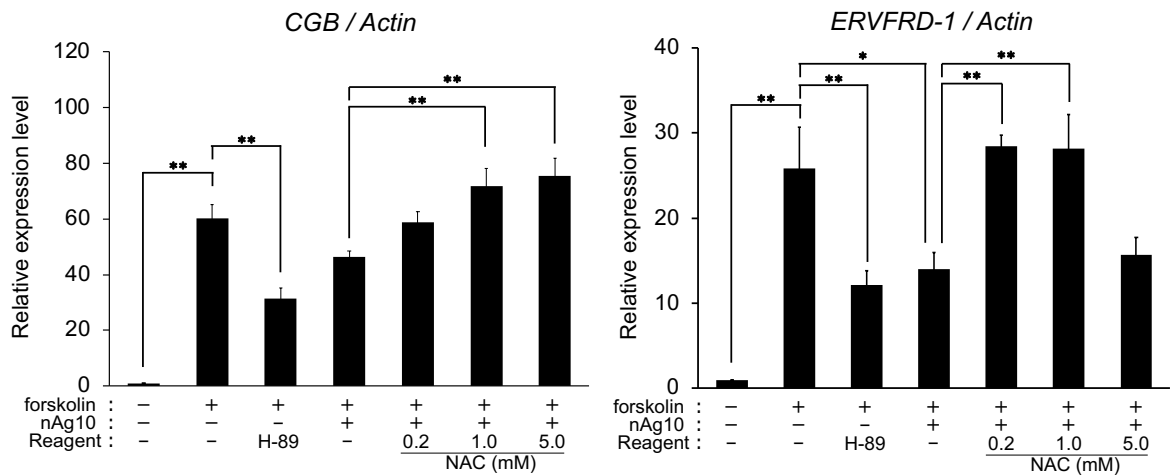 CGB / Actin
Relative expression level
120
100
80
60
40
20
0
**
**
**
**
forskolin : − + + + + + +
nAg10 : − − − + + + +
Reagent : − − H-89 − 0.2 1.0 5.0
NAC (mM)
ERVFRD-1 / Actin
Relative expression level
40
30
20
10
0
**
**
*
**
**
forskolin : − + + + + + +
nAg10 : − − − + + + +
Reagent : − − H-89 − 0.2 1.0 5.0
NAC (mM)